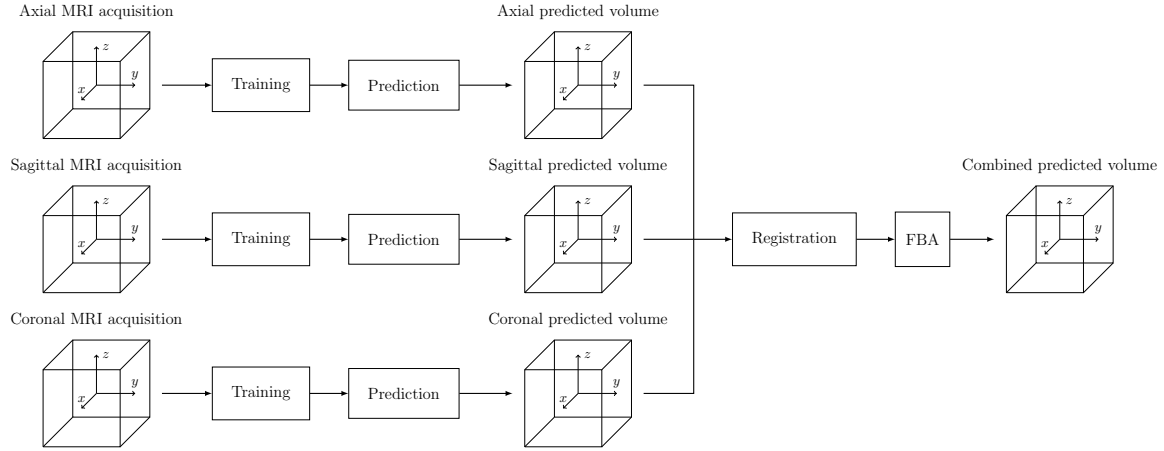 Axial MRI acquisition
Axial predicted volume
z
y
x
Training
Prediction
z
y
x
Sagittal MRI acquisition
Sagittal predicted volume
Combined predicted volume
z
y
x
Training
Prediction
z
y
x
Registration
FBA
z
y
x
Coronal MRI acquisition
Coronal predicted volume
z
y
x
Training
Prediction
z
y
x